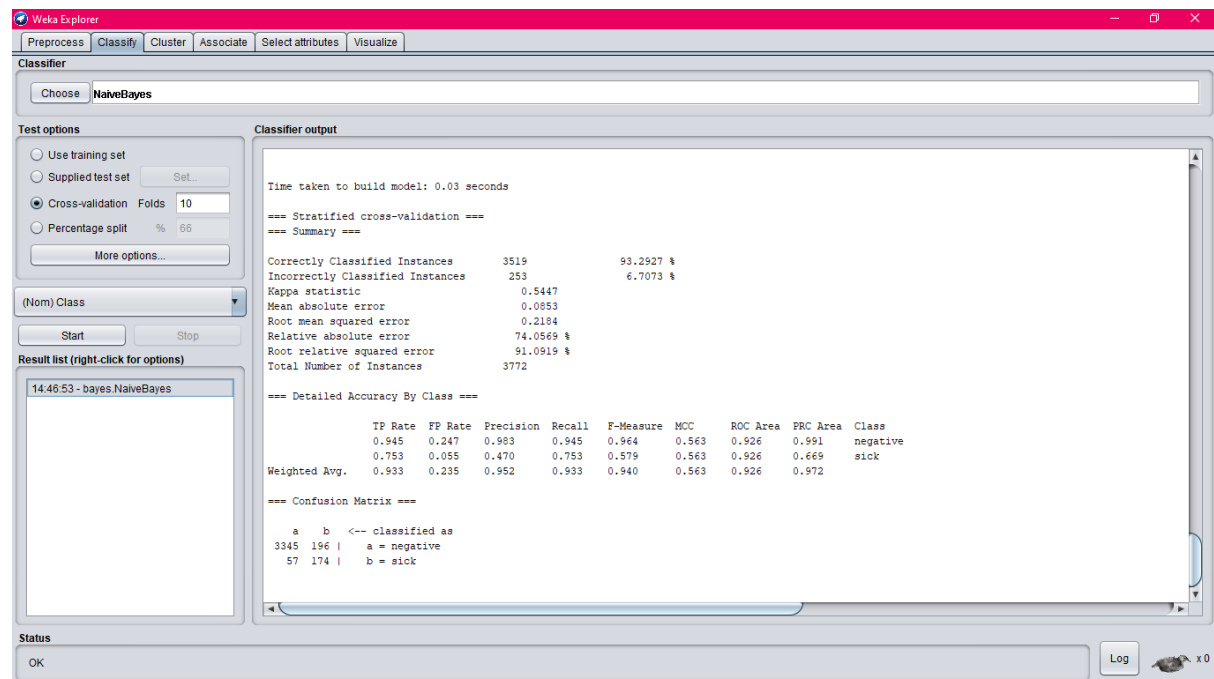 Weka Explorer
Preprocess Classify Cluster Associate Select attributes Visualize
Classifier
Choose NaiveBayes
Test options
Use training set
Supplied test set Set...
Cross-validation Folds 10
Percentage split % 66
More options...
(Nom) Class
Start Stop
Result list (right-click for options)
14:46:53 - bayes.NaiveBayes
Classifier output
Time taken to build model: 0.03 seconds
=== Stratified cross-validation ===
=== Summary ===
Correctly Classified Instances 3519 93.2927 %
Incorrectly Classified Instances 253 6.7073 %
Kappa statistic 0.5447
Mean absolute error 0.0853
Root mean squared error 0.2184
Relative absolute error 74.0569 %
Root relative squared error 91.0919 %
Total Number of Instances 3772
=== Detailed Accuracy By Class ===
TP Rate FP Rate Precision Recall F-Measure MCC ROC Area PRC Area Class
0.945 0.247 0.983 0.945 0.964 0.563 0.926 0.991 negative
0.753 0.055 0.470 0.753 0.579 0.563 0.926 0.669 sick
Weighted Avg. 0.933 0.235 0.952 0.933 0.940 0.563 0.926 0.972
=== Confusion Matrix ===
a b <-- classified as
3345 196 | a = negative
57 174 | b = sick
Status
OK
Log x 0